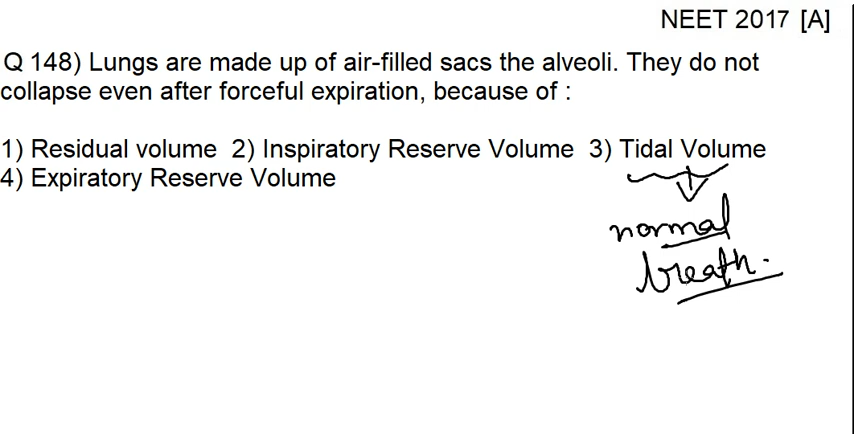 NEET 2017 [A]
Q 148) Lungs are made up of air-filled sacs the alveoli. They do not
collapse even after forceful expiration, because of :
1) Residual volume  2) Inspiratory Reserve Volume  3) Tidal Volume
4) Expiratory Reserve Volume
normal
breath.